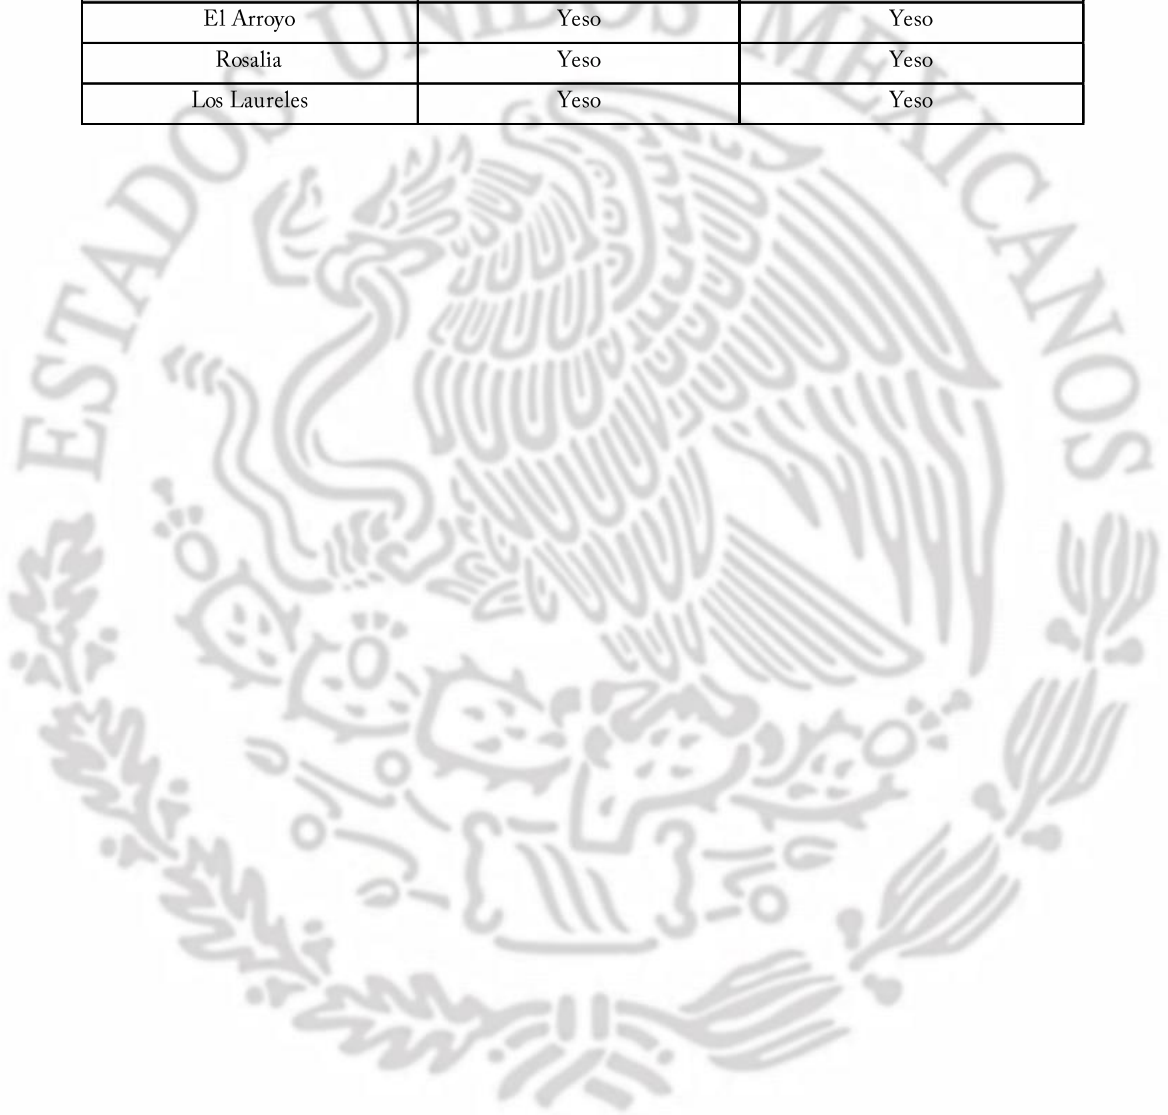 El Arroyo Yeso Yeso
Rosalia Yeso Yeso
Los Laureles Yeso Yeso
ESTADOS UNIDOS MEXICANOS